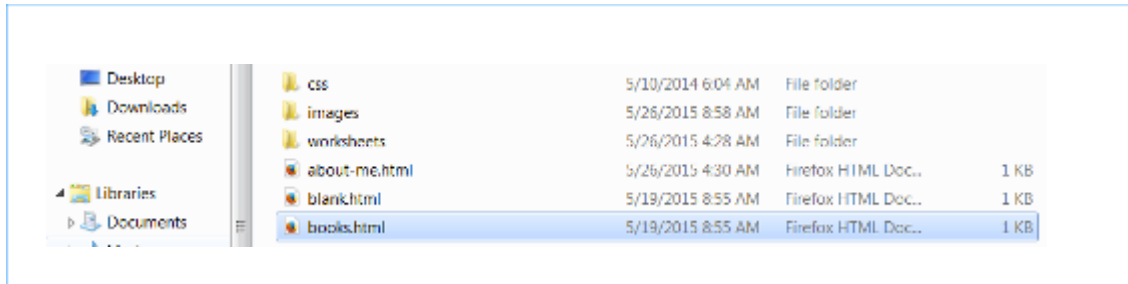 Desktop
css 5/10/2014 6:04 AM File folder
Downloads
images 5/26/2015 8:58 AM File folder
Recent Places
worksheets 5/26/2015 4:28 AM File folder
about-me.html 5/26/2015 4:30 AM Firefox HTML Doc... 1 KB
Libraries
blank.html 5/19/2015 8:55 AM Firefox HTML Doc... 1 KB
Documents
books.html 5/19/2015 8:55 AM Firefox HTML Doc... 1 KB